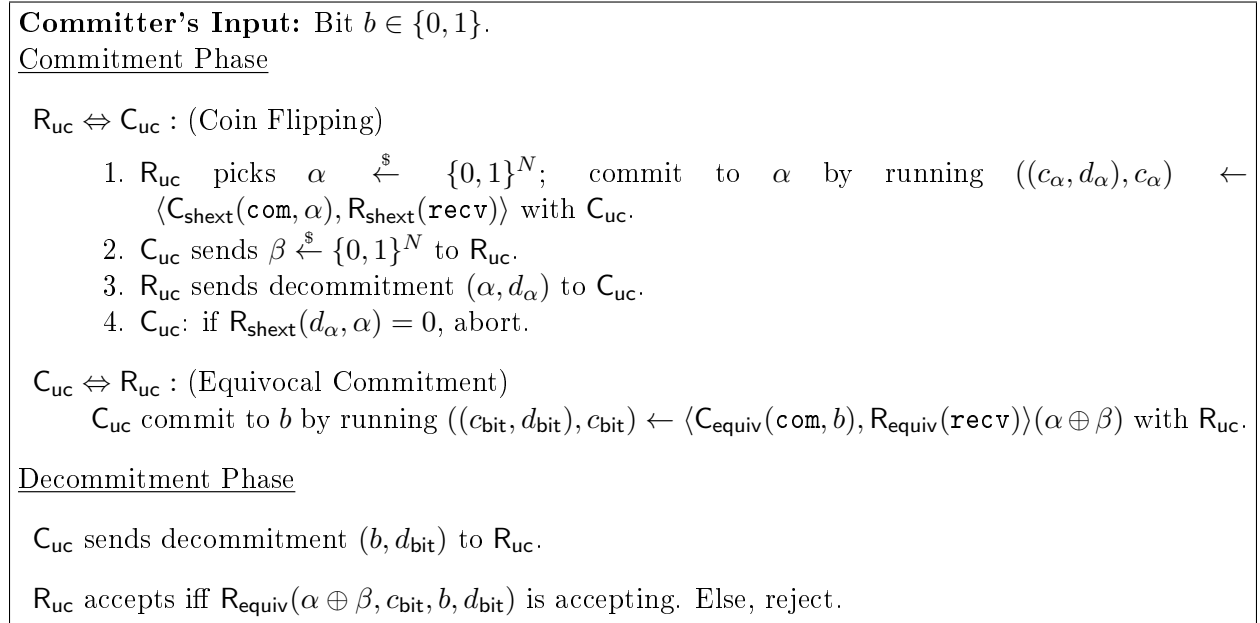 Committer's Input: Bit b ∈ {0, 1}.
Commitment Phase
R_uc ⇔ C_uc : (Coin Flipping)
1. R_uc picks α ←$ {0, 1}^N; commit to α by running ((c_α, d_α), c_α) ←
⟨C_shext(com, α), R_shext(recv)⟩ with C_uc.
2. C_uc sends β ←$ {0, 1}^N to R_uc.
3. R_uc sends decommitment (α, d_α) to C_uc.
4. C_uc: if R_shext(d_α, α) = 0, abort.
C_uc ⇔ R_uc : (Equivocal Commitment)
C_uc commit to b by running ((c_bit, d_bit), c_bit) ← ⟨C_equiv(com, b), R_equiv(recv)⟩(α ⊕ β) with R_uc.
Decommitment Phase
C_uc sends decommitment (b, d_bit) to R_uc.
R_uc accepts iff R_equiv(α ⊕ β, c_bit, b, d_bit) is accepting. Else, reject.